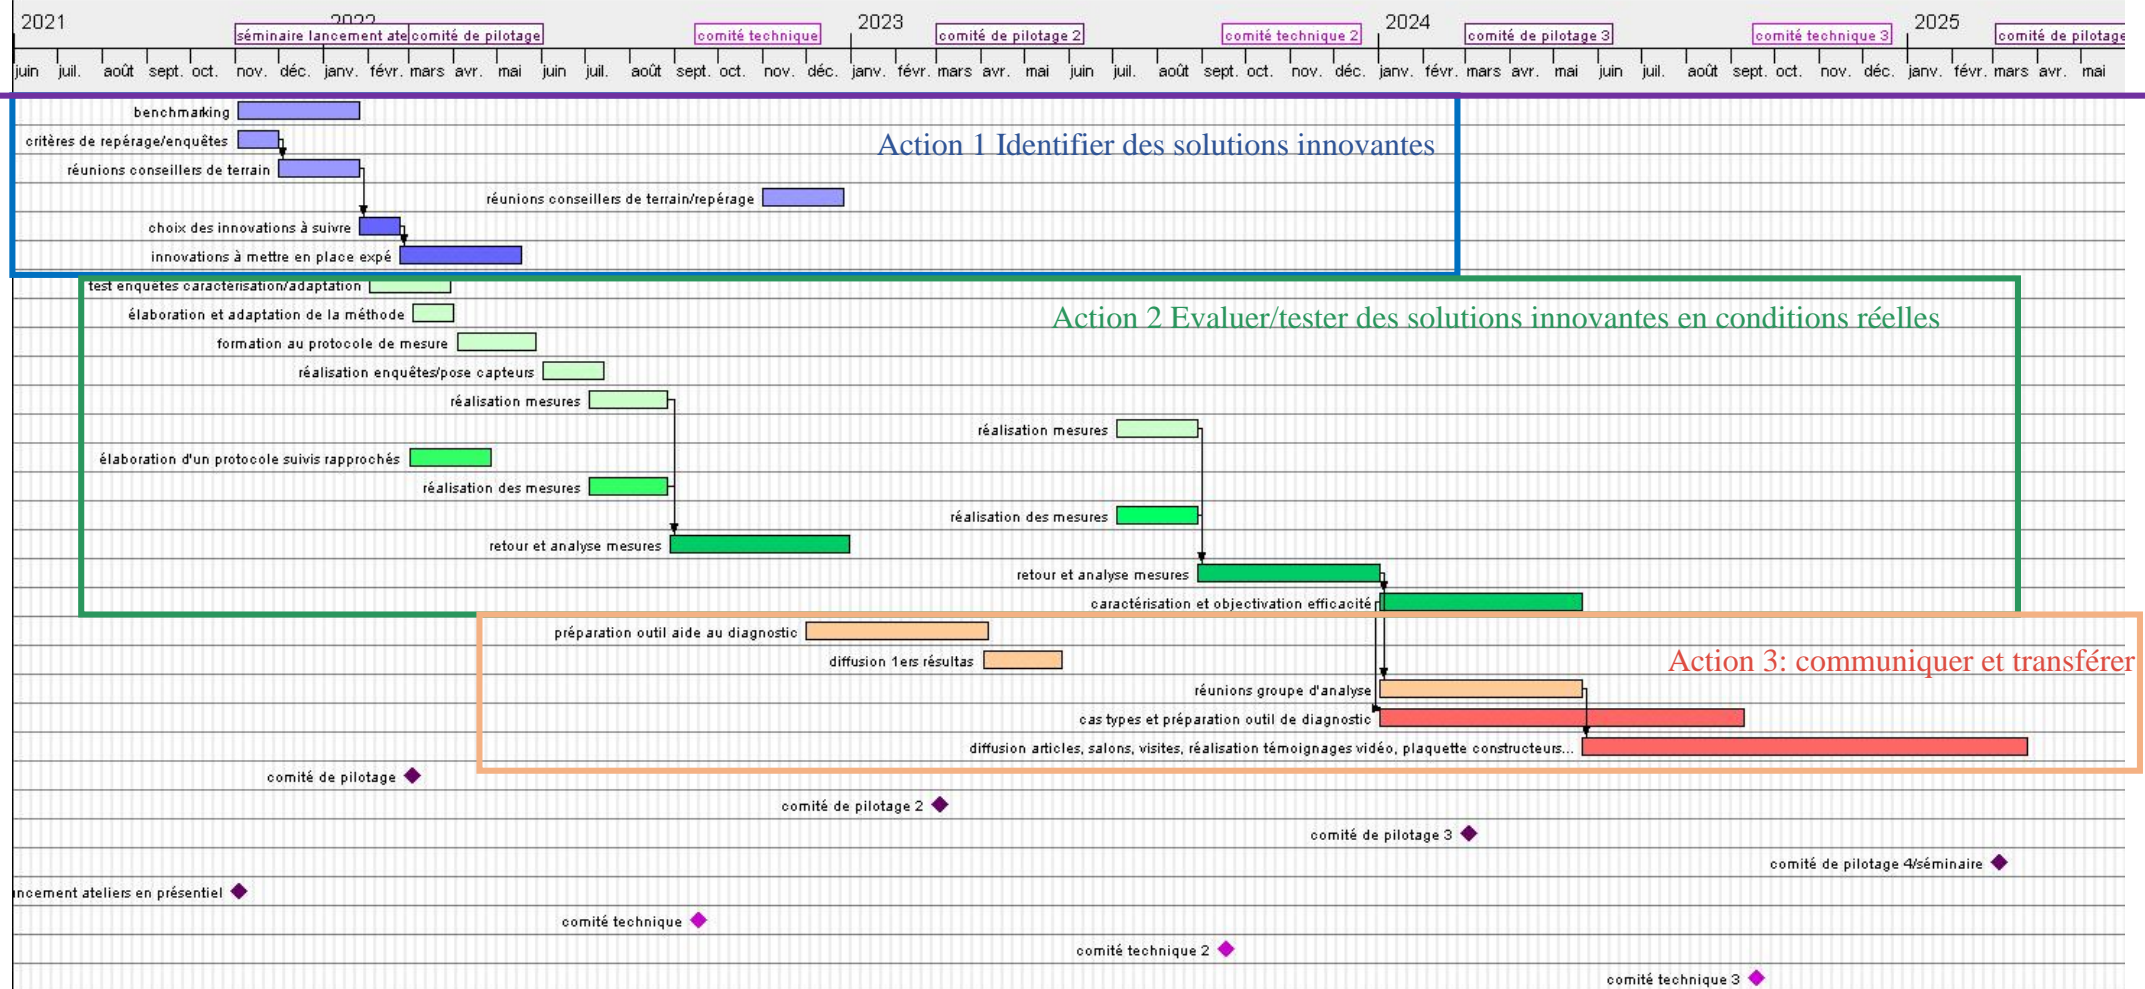 2021 2022 2023 2024 2025
séminaire lancement ate comité de pilotage comité technique comité de pilotage 2 comité technique 2 comité de pilotage 3 comité technique 3 comité de pilotage
juin juil. août sept. oct. nov. déc. janv. févr. mars avr. mai juin juil. août sept. oct. nov. déc. janv. févr. mars avr. mai juin juil. août sept. oct. nov. déc. janv. févr. mars avr. mai juin juil. août sept. oct. nov. déc. janv. févr. mars avr. mai
benchmarking
critères de repérage/enquêtes
Action 1 Identifier des solutions innovantes
réunions conseillers de terrain
réunions conseillers de terrain/repérage
choix des innovations à suivre
innovations à mettre en place expé
test enquêtes caractérisation/adaptation
élaboration et adaptation de la méthode
Action 2 Evaluer/tester des solutions innovantes en conditions réelles
formation au protocole de mesure
réalisation enquêtes/pose capteurs
réalisation mesures
réalisation mesures
élaboration d'un protocole suivis rapprochés
réalisation des mesures
réalisation des mesures
retour et analyse mesures
retour et analyse mesures
caractérisation et objectivation efficacité
préparation outil aide au diagnostic
diffusion 1ers résultas
Action 3: communiquer et transférer
réunions groupe d'analyse
cas types et préparation outil de diagnostic
diffusion articles, salons, visites, réalisation témoignages vidéo, plaquette constructeurs...
comité de pilotage
comité de pilotage 2
comité de pilotage 3
comité de pilotage 4/séminaire
ncement ateliers en présentiel
comité technique
comité technique 2
comité technique 3